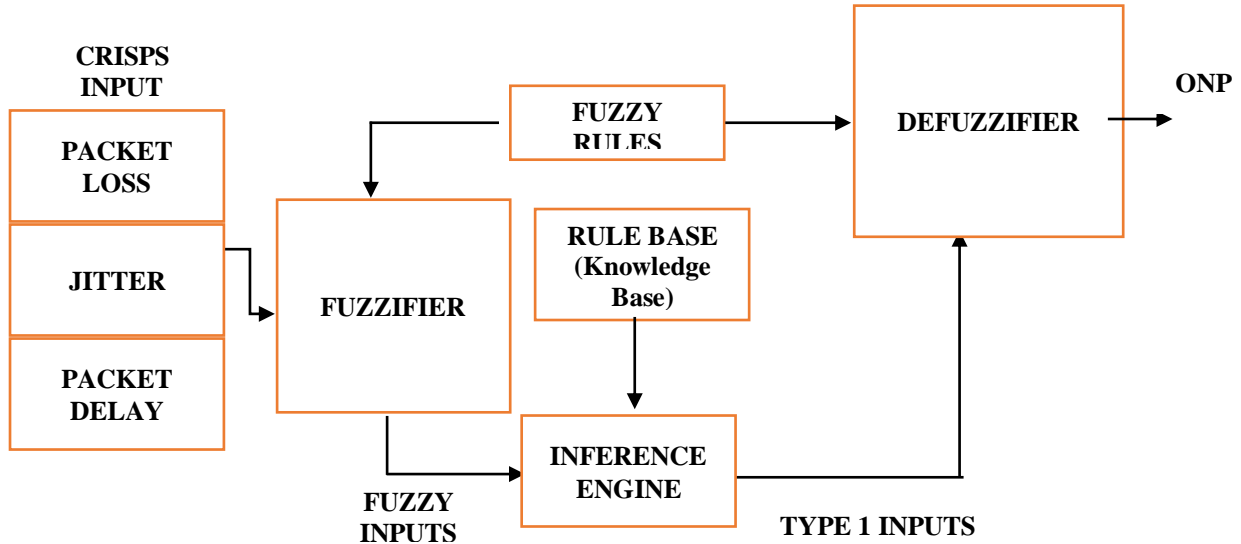 CRISPS
INPUT
PACKET
LOSS
JITTER
PACKET
DELAY
FUZZIFIER
FUZZY
RULES
RULE BASE
(Knowledge
Base)
DEFUZZIFIER
ONP
INFERENCE
ENGINE
FUZZY
INPUTS
TYPE 1 INPUTS